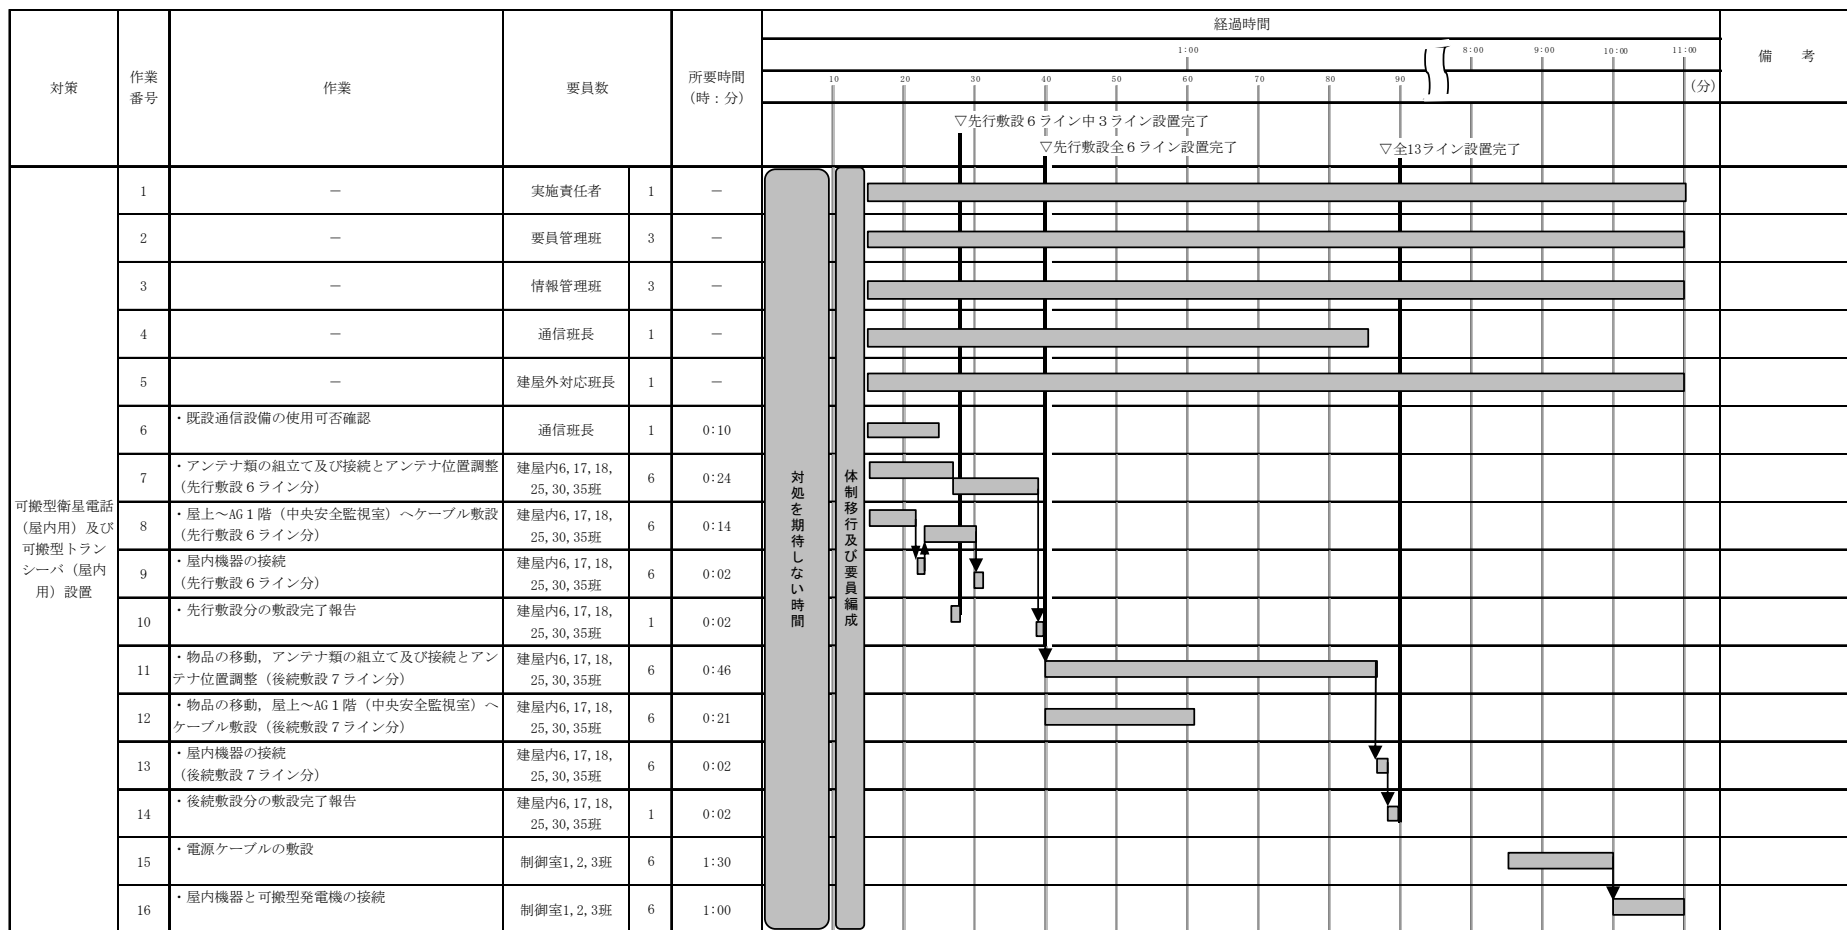 対策
作業
番号
作業
要員数
所要時間
（時：分）
経過時間
備　考
1:00
8:00
9:00
10:00
11:00
10
20
30
40
50
60
70
80
90
（分）
▽先行敷設６ライン中３ライン設置完了
▽先行敷設全６ライン設置完了
▽全13ライン設置完了
可搬型衛星電話
（屋内用）及び
可搬型トラン
シーバ（屋内
用）設置
対処を期待しない時間
体制移行及び要員編成
1
－
実施責任者
1
－
2
－
要員管理班
3
－
3
－
情報管理班
3
－
4
－
通信班長
1
－
5
－
建屋外対応班長
1
－
6
・既設通信設備の使用可否確認
通信班長
1
0:10
7
・アンテナ類の組立て及び接続とアンテナ位置調整
（先行敷設６ライン分）
建屋内6,17,18,
25,30,35班
6
0:24
8
・屋上～AG１階（中央安全監視室）へケーブル敷設
（先行敷設６ライン分）
建屋内6,17,18,
25,30,35班
6
0:14
9
・屋内機器の接続
（先行敷設６ライン分）
建屋内6,17,18,
25,30,35班
6
0:02
10
・先行敷設分の敷設完了報告
建屋内6,17,18,
25,30,35班
1
0:02
11
・物品の移動，アンテナ類の組立て及び接続とアン
テナ位置調整（後続敷設７ライン分）
建屋内6,17,18,
25,30,35班
6
0:46
12
・物品の移動，屋上～AG１階（中央安全監視室）へ
ケーブル敷設（後続敷設７ライン分）
建屋内6,17,18,
25,30,35班
6
0:21
13
・屋内機器の接続
（後続敷設７ライン分）
建屋内6,17,18,
25,30,35班
6
0:02
14
・後続敷設分の敷設完了報告
建屋内6,17,18,
25,30,35班
1
0:02
15
・電源ケーブルの敷設
制御室1,2,3班
6
1:30
16
・屋内機器と可搬型発電機の接続
制御室1,2,3班
6
1:00